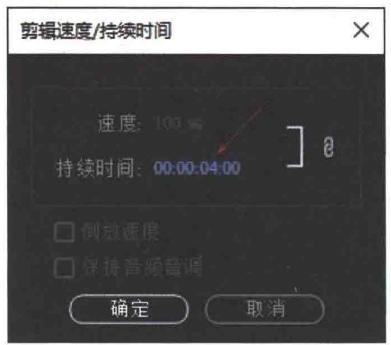 剪辑速度/持续时间
速度: 100 %
持续时间: 00:00:04:00
倒放速度
保持音频音调
确定 取消